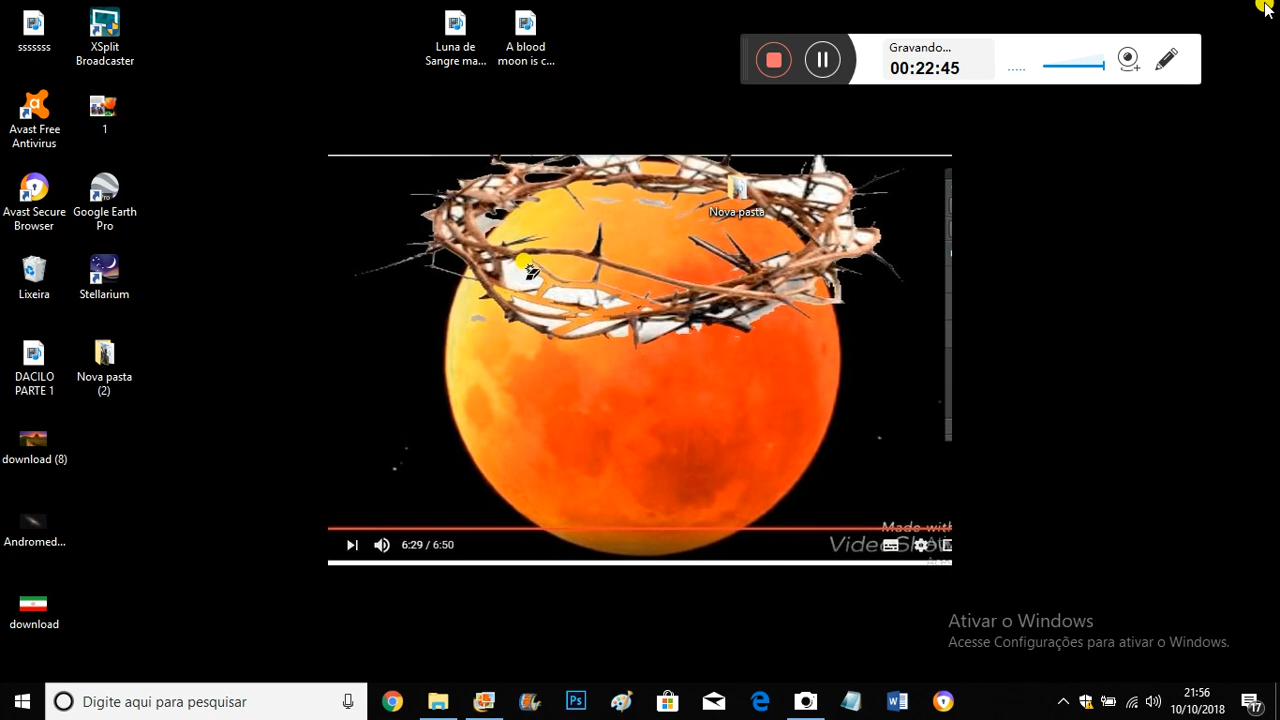 sssssss
XSplit
Broadcaster
Luna de
Sangre ma...
A blood
moon is c...
Gravando...
00:22:45
Avast Free
Antivirus
1
Avast Secure
Browser
Google Earth
Pro
Nova pasta
Lixeira
Stellarium
DACILO
PARTE 1
Nova pasta
(2)
download (8)
Andromed...
Made with
VideoShow
6:29 / 6:50
download
Ativar o Windows
Acesse Configurações para ativar o Windows.
Digite aqui para pesquisar
Ps
21:56
10/10/2018
17